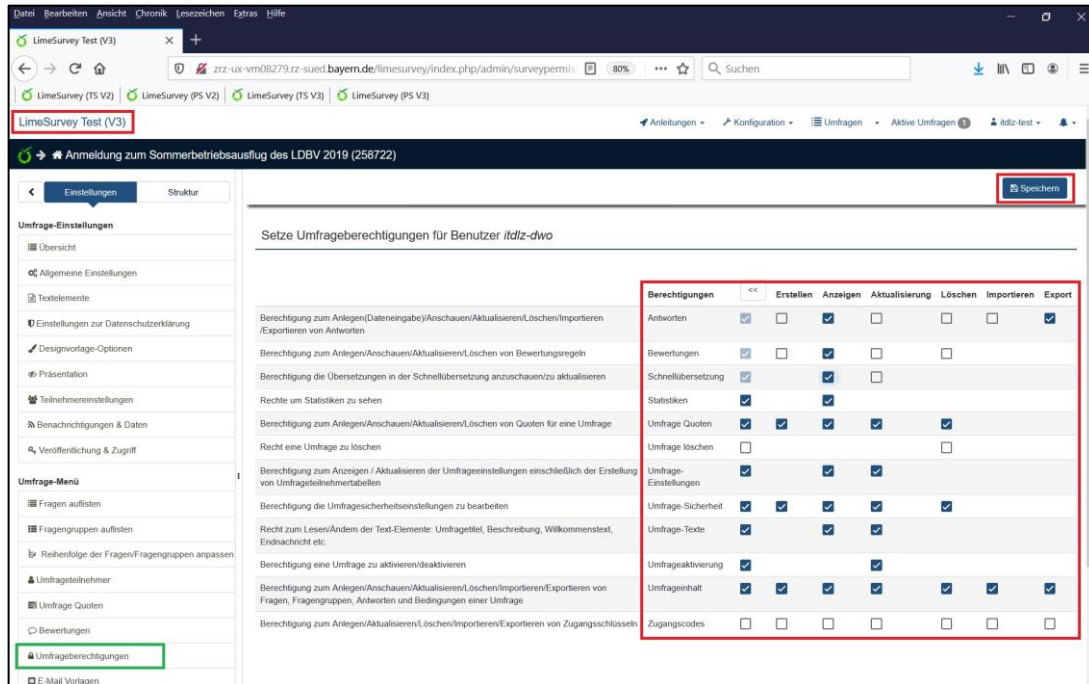 Datei Bearbeiten Ansicht Chronik Lesezeichen Extras Hilfe
LimeSurvey Test (V3)
zrz-ux-vm08279.rz-sued.bayern.de/limesurvey/index.php/admin/surveypermis
80%
Suchen
LimeSurvey (TS V2) LimeSurvey (PS V2) LimeSurvey (TS V3) LimeSurvey (PS V3)
LimeSurvey Test (V3)
Anleitungen Konfiguration Umfragen Aktive Umfragen 1 itdlz-test
Anmeldung zum Sommerbetriebsausflug des LDBV 2019 (258722)
Einstellungen Struktur
Speichern
Umfrage-Einstellungen
Übersicht
Allgemeine Einstellungen
Textelemente
Einstellungen zur Datenschutzerklärung
Designvorlage-Optionen
Präsentation
Teilnehmereinstellungen
Benachrichtigungen & Daten
Veröffentlichung & Zugriff
Umfrage-Menü
Fragen auflisten
Fragengruppen auflisten
Reihenfolge der Fragen/Fragengruppen anpassen
Umfrageteilnehmer
Umfrage Quoten
Bewertungen
Umfrageberechtigungen
E-Mail Vorlagen
Setze Umfrageberechtigungen für Benutzer itdlz-dwo
Berechtigungen << Erstellen Anzeigen Aktualisierung Löschen Importieren Export
Berechtigung zum Anlegen(Dateneingabe)/Anschauen/Aktualisieren/Löschen/Importieren
/Exportieren von Antworten
Antworten
Berechtigung zum Anlegen/Anschauen/Aktualisieren/Löschen von Bewertungsregeln
Bewertungen
Berechtigung die Übersetzungen in der Schnellübersetzung anzuschauen/zu aktualisieren
Schnellübersetzung
Rechte um Statistiken zu sehen
Statistiken
Berechtigung zum Anlegen/Anschauen/Aktualisieren/Löschen von Quoten für eine Umfrage
Umfrage Quoten
Recht eine Umfrage zu löschen
Umfrage löschen
Berechtigung zum Anzeigen / Aktualisieren der Umfrageeinstellungen einschließlich der Erstellung
von Umfrageteilnehmertabellen
Umfrage-
Einstellungen
Berechtigung die Umfragesicherheitseinstellungen zu bearbeiten
Umfrage-Sicherheit
Recht zum Lesen/Ändern der Text-Elemente: Umfragetitel, Beschreibung, Willkommenstext,
Endnachricht etc.
Umfrage-Texte
Berechtigung eine Umfrage zu aktivieren/deaktivieren
Umfrageaktivierung
Berechtigung zum Anlegen/Anschauen/Aktualisieren/Löschen/Importieren/Exportieren von
Fragen, Fragengruppen, Antworten und Bedingungen einer Umfrage
Umfrageinhalt
Berechtigung zum Anlegen/Aktualisieren/Löschen/Importieren/Exportieren von Zugangsschlüsseln
Zugangscodes